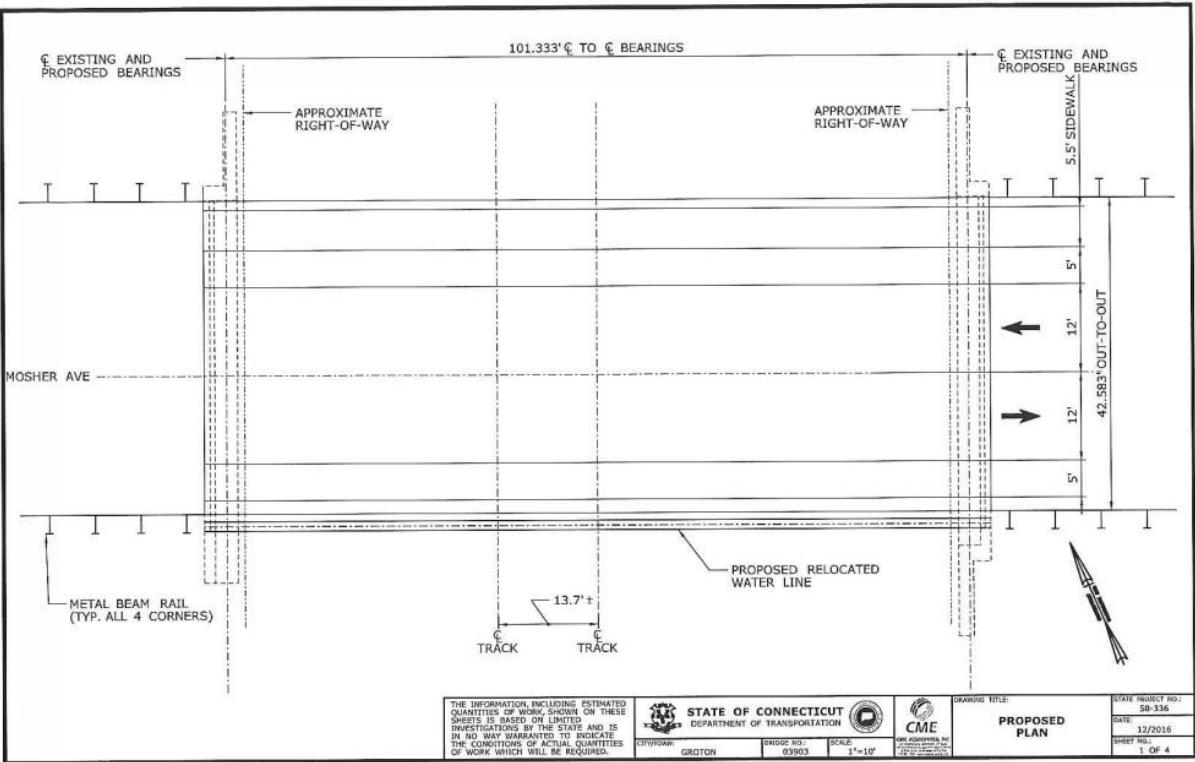 101.333' ℄ TO ℄ BEARINGS
℄ EXISTING AND
PROPOSED BEARINGS
℄ EXISTING AND
PROPOSED BEARINGS
APPROXIMATE
RIGHT-OF-WAY
APPROXIMATE
RIGHT-OF-WAY
5.5' SIDEWALK
5'
12'
42.583' OUT-TO-OUT
MOSHER AVE
12'
5'
PROPOSED RELOCATED
WATER LINE
METAL BEAM RAIL
(TYP. ALL 4 CORNERS)
13.7'±
℄
TRACK
℄
TRACK
THE INFORMATION, INCLUDING ESTIMATED
QUANTITIES OF WORK, SHOWN ON THESE
SHEETS IS BASED ON LIMITED
INVESTIGATIONS BY THE STATE AND IS
IN NO WAY WARRANTED TO INDICATE
THE CONDITIONS OF ACTUAL QUANTITIES
OF WORK WHICH WILL BE REQUIRED.
STATE OF CONNECTICUT
DEPARTMENT OF TRANSPORTATION
CITY/TOWN:
GROTON
BRIDGE NO.:
03903
SCALE:
1"=10'
CME
CME ASSOCIATES, INC
DRAWING TITLE:
PROPOSED
PLAN
STATE PROJECT NO.:
58-336
DATE:
12/2016
SHEET NO.:
1 OF 4